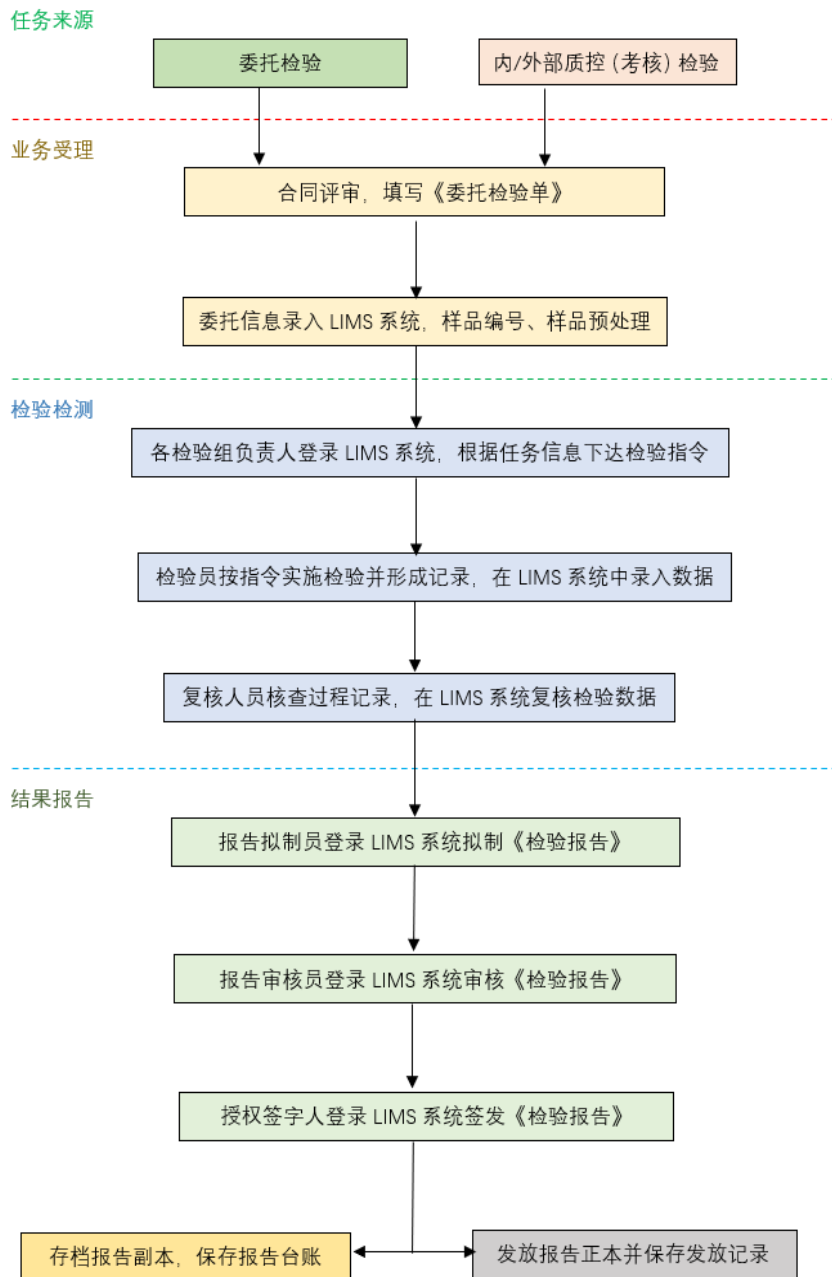 任务来源
委托检验
内/外部质控（考核）检验
业务受理
合同评审，填写《委托检验单》
委托信息录入 LIMS 系统，样品编号、样品预处理
检验检测
各检验组负责人登录 LIMS 系统，根据任务信息下达检验指令
检验员按指令实施检验并形成记录，在 LIMS 系统中录入数据
复核人员核查过程记录，在 LIMS 系统复核检验数据
结果报告
报告拟制员登录 LIMS 系统拟制《检验报告》
报告审核员登录 LIMS 系统审核《检验报告》
授权签字人登录 LIMS 系统签发《检验报告》
存档报告副本，保存报告台账
发放报告正本并保存发放记录